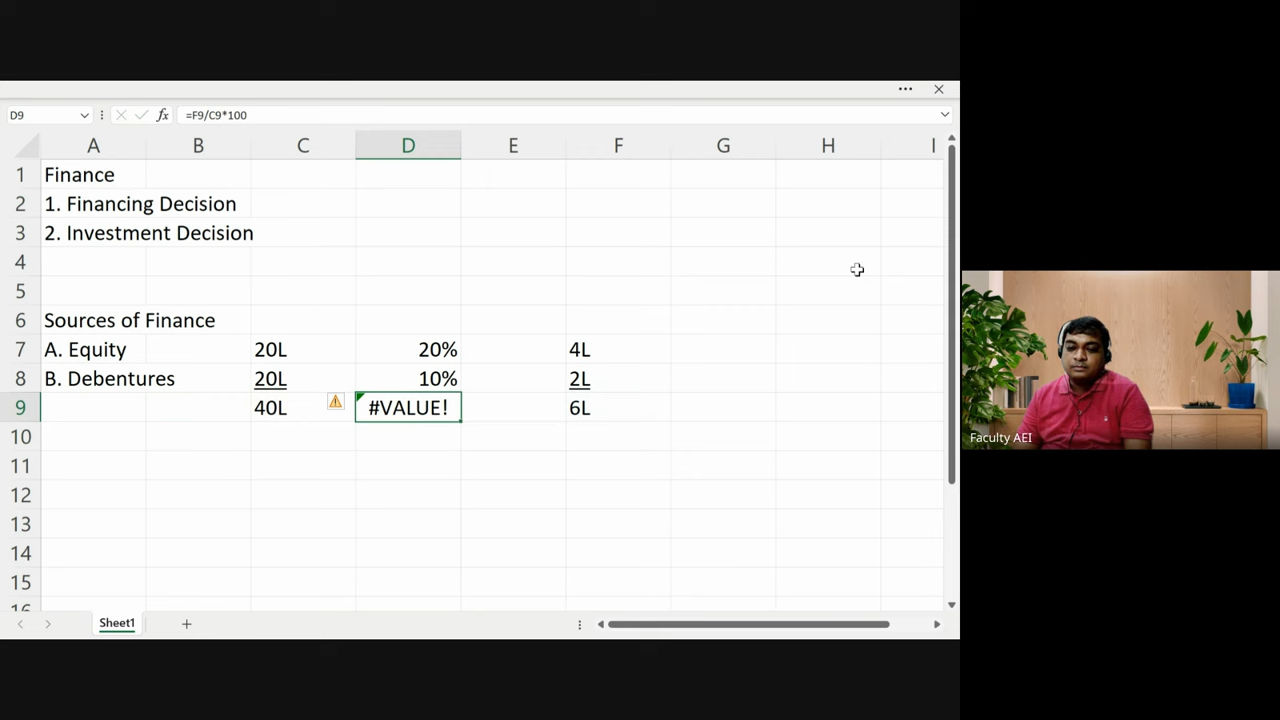 D9 fx =F9/C9*100
A B C D E F G H I
1 Finance
2 1. Financing Decision
3 2. Investment Decision
4
5
6 Sources of Finance
7 A. Equity 20L 20% 4L
8 B. Debentures 20L 10% 2L
9 40L #VALUE! 6L
10
11
12
13
14
15
16
Sheet1
Faculty AEI